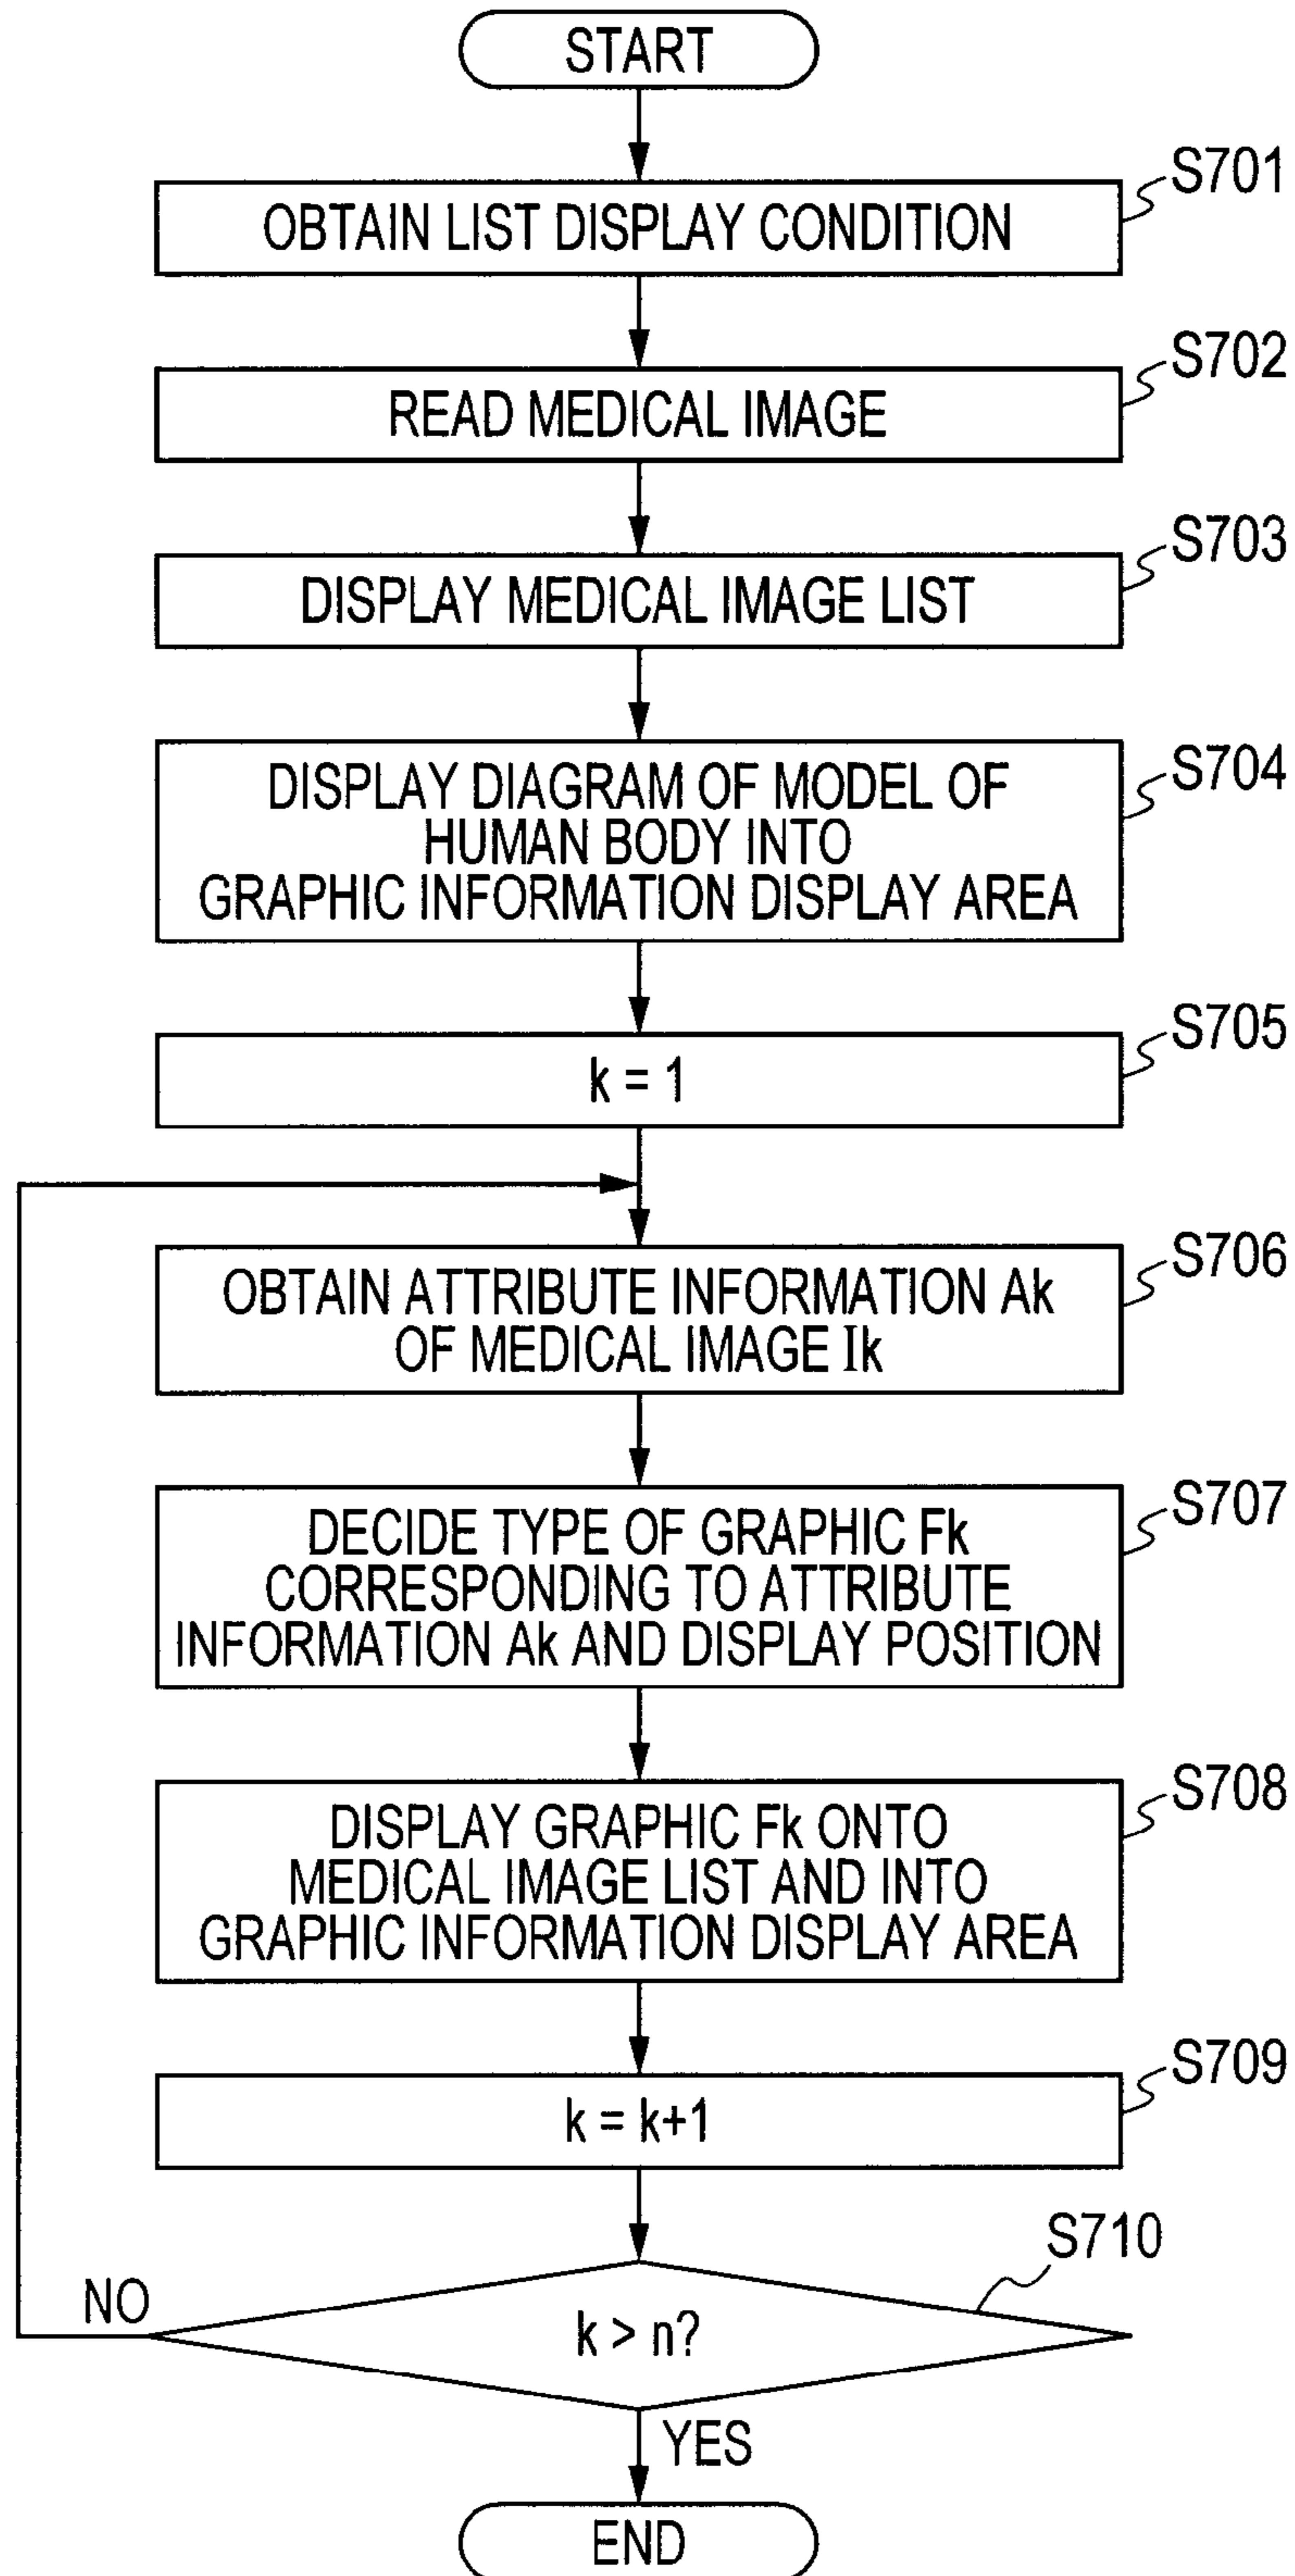 START
S701
OBTAIN LIST DISPLAY CONDITION
S702
READ MEDICAL IMAGE
S703
DISPLAY MEDICAL IMAGE LIST
S704
DISPLAY DIAGRAM OF MODEL OF
HUMAN BODY INTO
GRAPHIC INFORMATION DISPLAY AREA
S705
k = 1
S706
OBTAIN ATTRIBUTE INFORMATION Ak
OF MEDICAL IMAGE Ik
S707
DECIDE TYPE OF GRAPHIC Fk
CORRESPONDING TO ATTRIBUTE
INFORMATION Ak AND DISPLAY POSITION
S708
DISPLAY GRAPHIC Fk ONTO
MEDICAL IMAGE LIST AND INTO
GRAPHIC INFORMATION DISPLAY AREA
S709
k = k+1
S710
NO
k > n?
YES
END